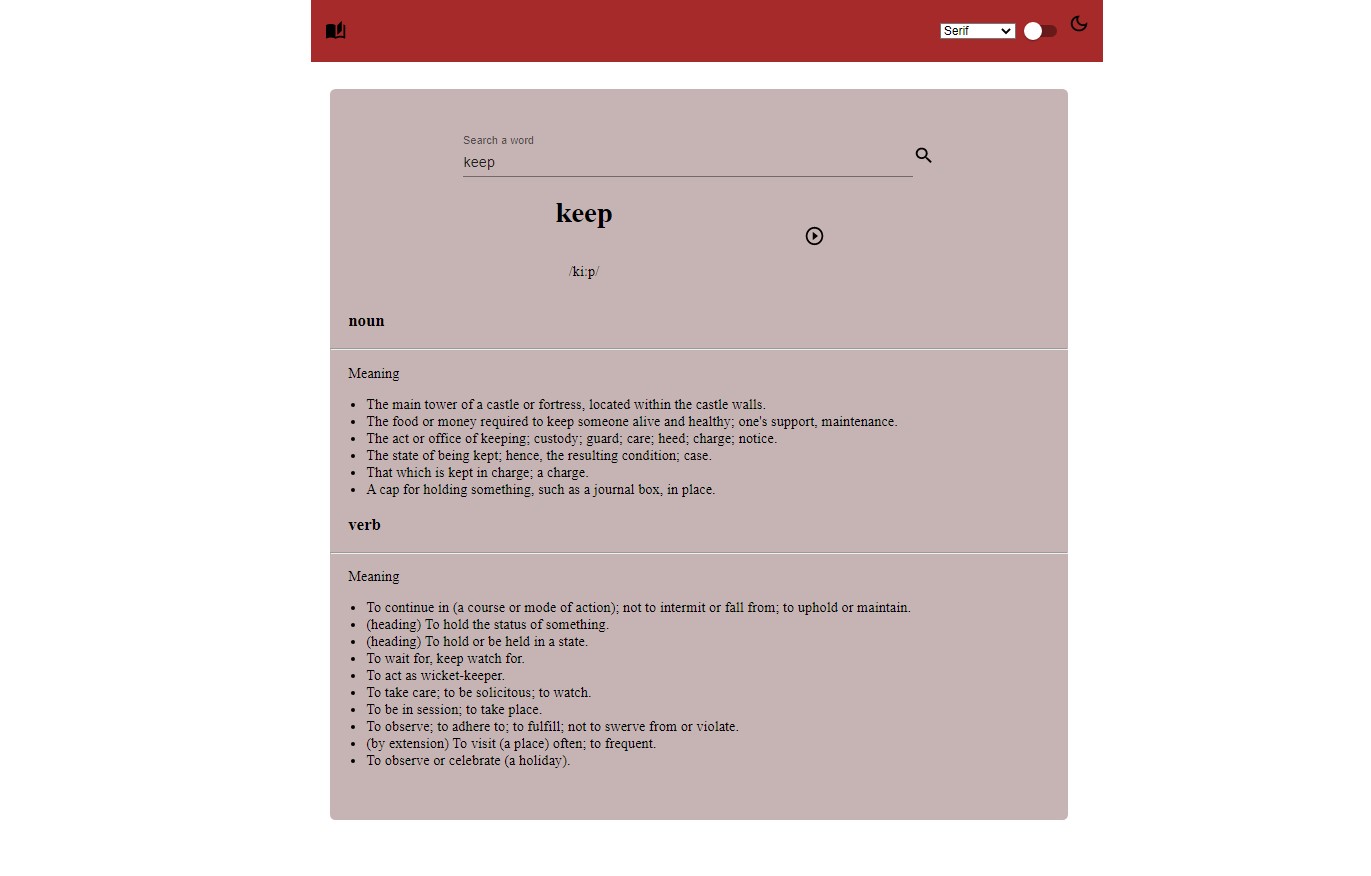 Serif
Search a word
keep
keep
/kiːp/
noun
Meaning
• The main tower of a castle or fortress, located within the castle walls.
• The food or money required to keep someone alive and healthy; one's support, maintenance.
• The act or office of keeping; custody; guard; care; heed; charge; notice.
• The state of being kept; hence, the resulting condition; case.
• That which is kept in charge; a charge.
• A cap for holding something, such as a journal box, in place.
verb
Meaning
• To continue in (a course or mode of action); not to intermit or fall from; to uphold or maintain.
• (heading) To hold the status of something.
• (heading) To hold or be held in a state.
• To wait for, keep watch for.
• To act as wicket-keeper.
• To take care; to be solicitous; to watch.
• To be in session; to take place.
• To observe; to adhere to; to fulfill; not to swerve from or violate.
• (by extension) To visit (a place) often; to frequent.
• To observe or celebrate (a holiday).